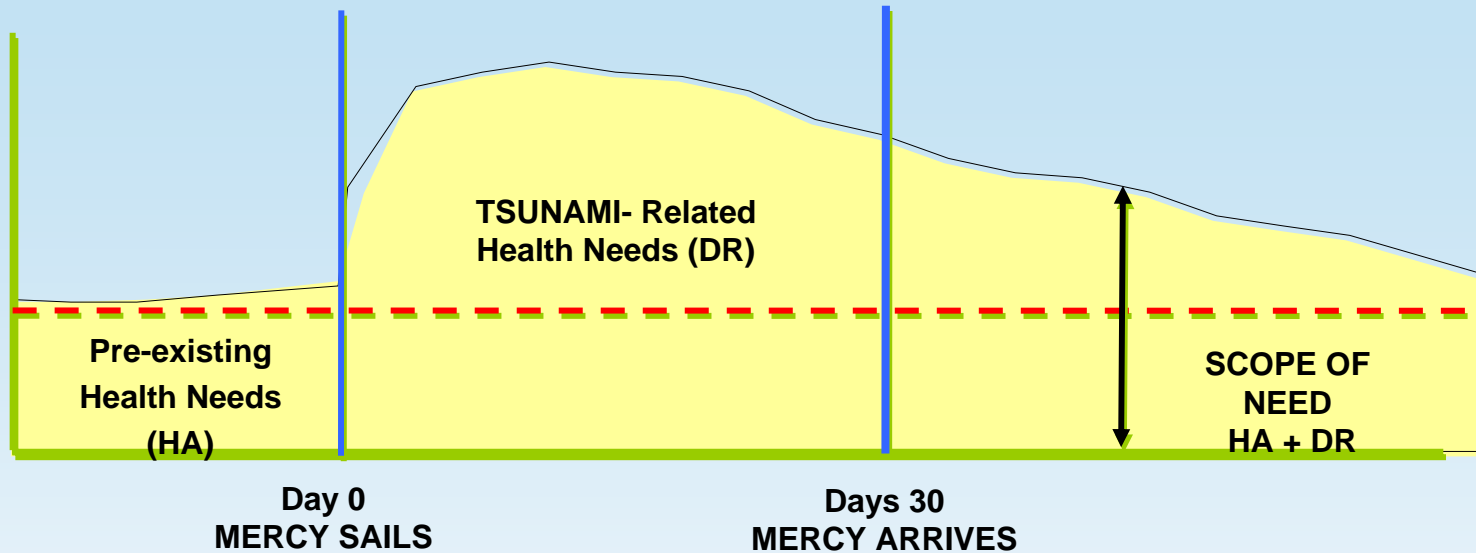 TSUNAMI- Related
Health Needs (DR)
Pre-existing
Health Needs
(HA)
SCOPE OF
NEED
HA + DR
Day 0
MERCY SAILS
Days 30
MERCY ARRIVES